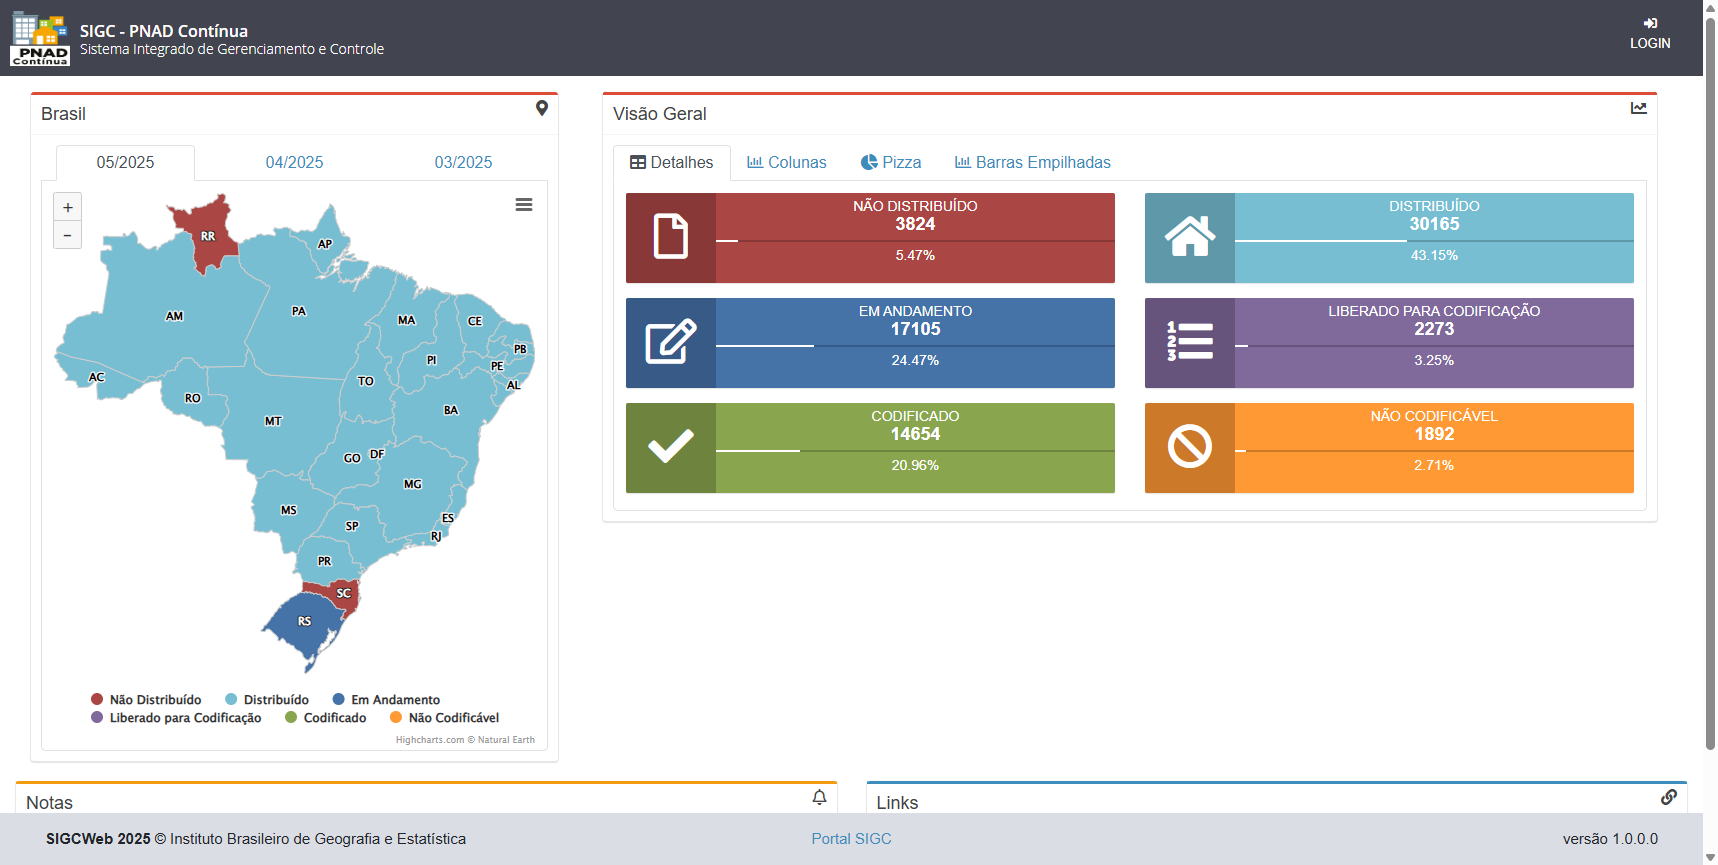 PNAD
Contínua
SIGC - PNAD Contínua
Sistema Integrado de Gerenciamento e Controle
LOGIN
Brasil
05/2025
04/2025
03/2025
+
−
RR
AP
AM
PA
MA
CE
PB
PI
PE
AC
TO
AL
RO
BA
MT
GO
DF
MG
MS
ES
SP
RJ
PR
SC
RS
Não Distribuído
Distribuído
Em Andamento
Liberado para Codificação
Codificado
Não Codificável
Highcharts.com © Natural Earth
Visão Geral
Detalhes
Colunas
Pizza
Barras Empilhadas
NÃO DISTRIBUÍDO
3824
5.47%
DISTRIBUÍDO
30165
43.15%
EM ANDAMENTO
17105
24.47%
1
2
3
LIBERADO PARA CODIFICAÇÃO
2273
3.25%
CODIFICADO
14654
20.96%
NÃO CODIFICÁVEL
1892
2.71%
Notas
Links
SIGCWeb 2025 © Instituto Brasileiro de Geografia e Estatística
Portal SIGC
versão 1.0.0.0